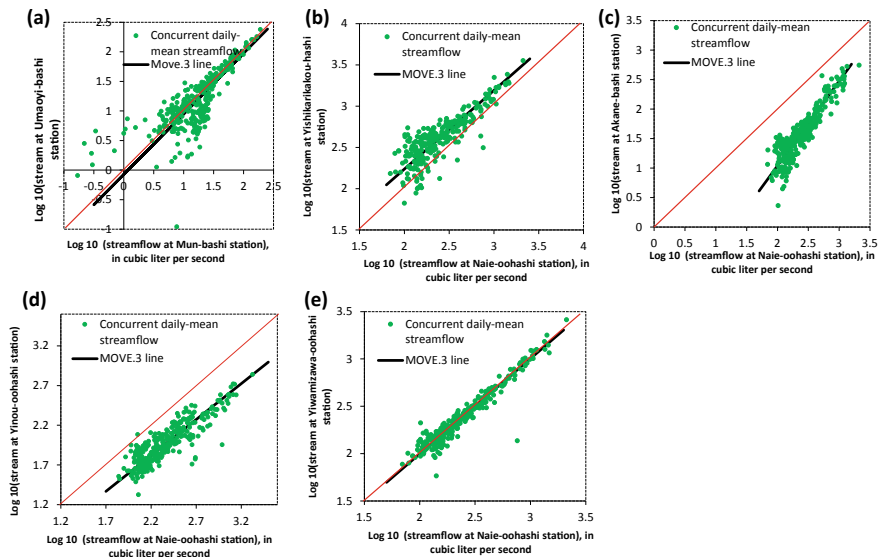 (a)
Log 10(stream at Umaoyi-bashi
station)
2.5
2
1.5
1
0.5
0
-0.5
-1
-1
-0.5
0
0.5
1
1.5
2
2.5
Concurrent daily-
mean streamflow
Move.3 line
Log 10 (streamflow at Mun-bashi station),
in cubic liter per second
(b)
Log 10(stream at Yishikarikakou-hashi
station)
4
3.5
3
2.5
2
1.5
1.5
2
2.5
3
3.5
4
Concurrent daily-mean
streamflow
MOVE.3 line
Log 10 (streamflow at Naie-oohashi station), in
cubic liter per second
(c)
Log 10(stream at Akane-bashi station)
3.5
3
2.5
2
1.5
1
0.5
0
0
0.5
1
1.5
2
2.5
3
3.5
Concurrent daily-mean
streamflow
MOVE.3 line
Log 10 (streamflow at Naie-oohashi station), in
cubic liter per second
(d)
Log 10(stream at Yinou-oohashi station)
3.2
2.7
2.2
1.7
1.2
1.2
1.7
2.2
2.7
3.2
Concurrent daily-mean
streamflow
MOVE.3 line
Log 10 (streamflow at Naie-oohashi station),
in cubic liter per second
(e)
Log 10(stream at Yiwamizawa-oohashi
station)
3.5
3
2.5
2
1.5
1.5
2
2.5
3
3.5
Concurrent daily-mean
streamflow
MOVE.3 line
Log 10 (streamflow at Naie-oohashi station), in
cubic liter per second